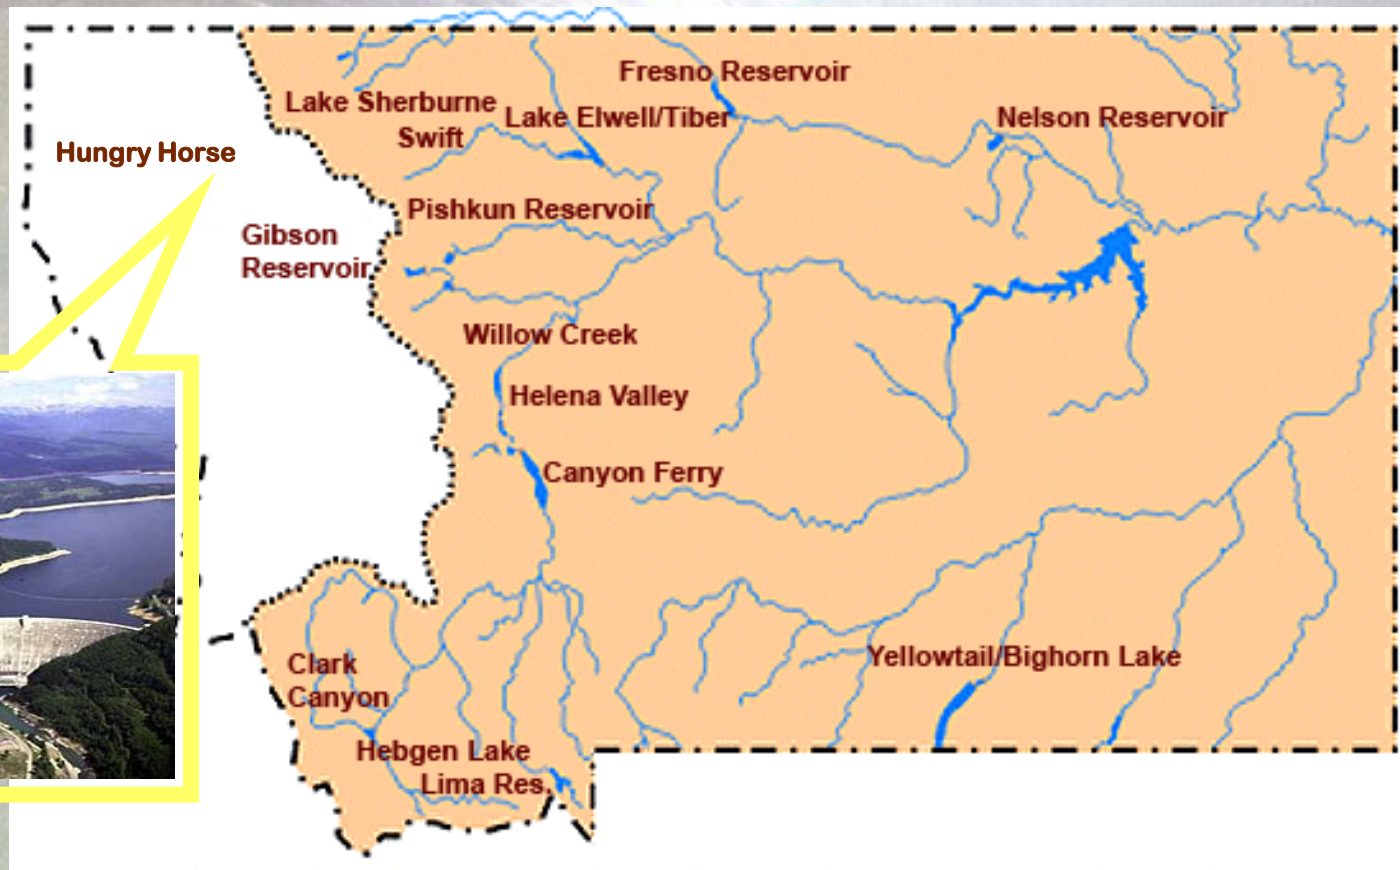 Fresno Reservoir
Lake Sherburne
Lake Elwell/Tiber
Nelson Reservoir
Swift
Hungry Horse
Pishkun Reservoir
Gibson
Reservoir
Willow Creek
Helena Valley
Canyon Ferry
Yellowtail/Bighorn Lake
Clark
Canyon
Hebgen Lake
Lima Res.